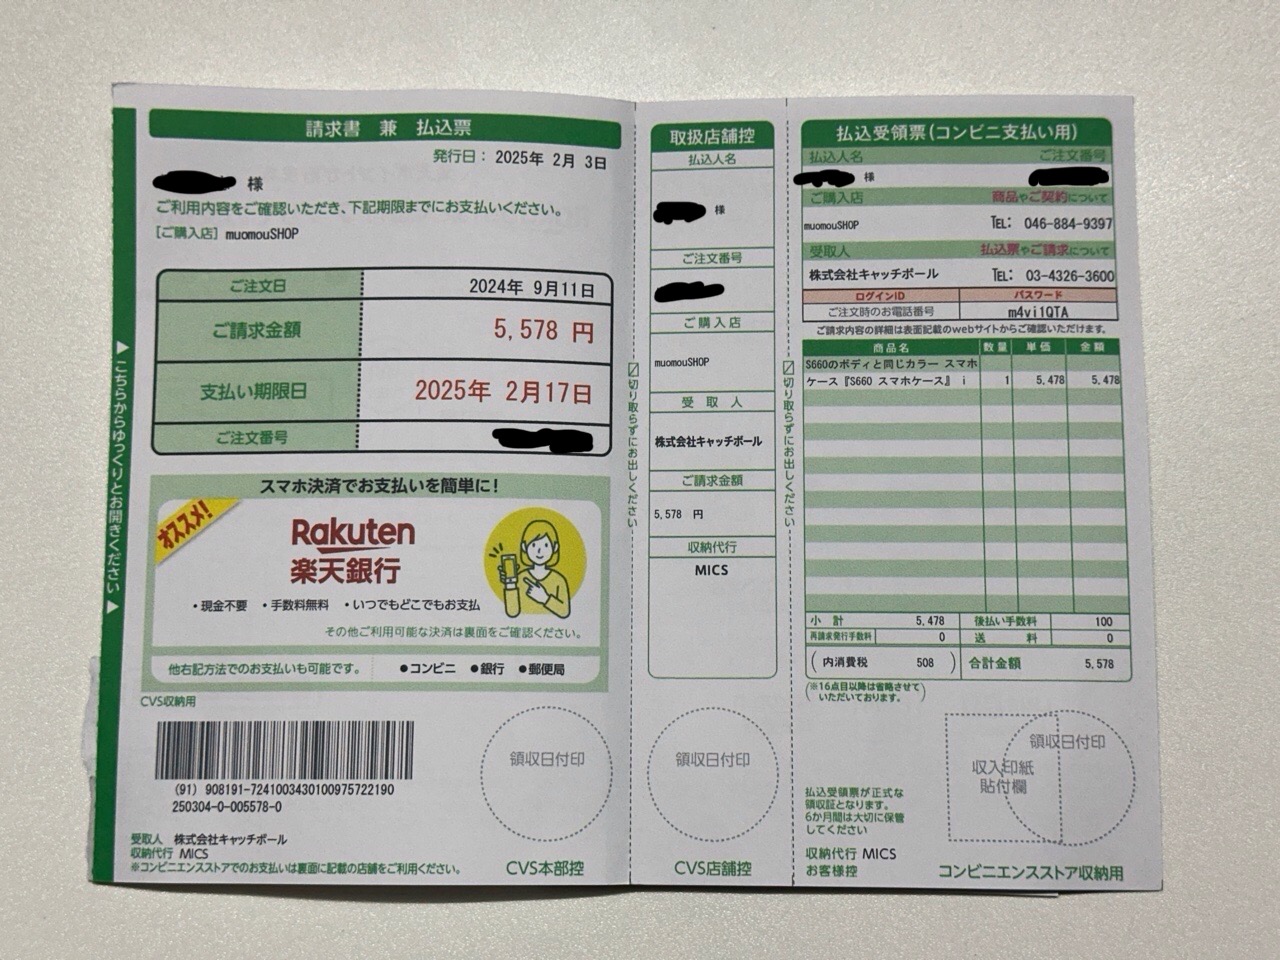 請求書 兼 払込票
発行日： 2025年 2月 3日
様
ご利用内容をご確認いただき、下記期限までにお支払いください。
［ご購入店］ muomouSHOP
ご注文日 2024年 9月11日
ご請求金額 5,578 円
支払い期限日 2025年 2月17日
ご注文番号
▶こちらからゆっくりとお開きください▶
スマホ決済でお支払いを簡単に!
オススメ!
Rakuten
楽天銀行
・現金不要 ・手数料無料 ・いつでもどこでもお支払
その他ご利用可能な決済は裏面をご確認ください。
他右記方法でのお支払いも可能です。 ●コンビニ ●銀行 ●郵便局
CVS収納用
(91) 908191-7241003430100975722190
250304-0-005578-0
領収日付印
受取人 株式会社キャッチボール
収納代行 MICS
※コンビニエンスストアでのお支払いは裏面に記載の店舗をご利用ください。
CVS本部控
切り取らずにお出しください
取扱店舗控
払込人名
様
ご注文番号
ご購入店
muomouSHOP
受取人
株式会社キャッチボール
ご請求金額
5,578 円
収納代行
MICS
領収日付印
CVS店舗控
切り取らずにお出しください
払込受領票(コンビニ支払い用)
払込人名 ご注文番号
様
ご購入店 商品やご契約について
muomouSHOP TEL： 046-884-9397
受取人 払込票やご請求について
株式会社キャッチボール TEL： 03-4326-3600
ログインID パスワード
ご注文時のお電話番号 m4vi1QTA
ご請求内容の詳細は表面記載のwebサイトからご確認いただけます。
商品名 数量 単価 金額
S660のボディと同じカラー スマホ
ケース『S660 スマホケース』 i 1 5,478 5,478
小計 5,478 後払い手数料 100
再請求発行手数料 0 送料 0
(内消費税 508) 合計金額 5,578
(※16点目以降は省略させて
いただいております。)
領収日付印
収入印紙
貼付欄
払込受領票が正式な
領収証となります。
6か月間は大切に保管
してください
収納代行 MICS
お客様控
コンビニエンスストア収納用